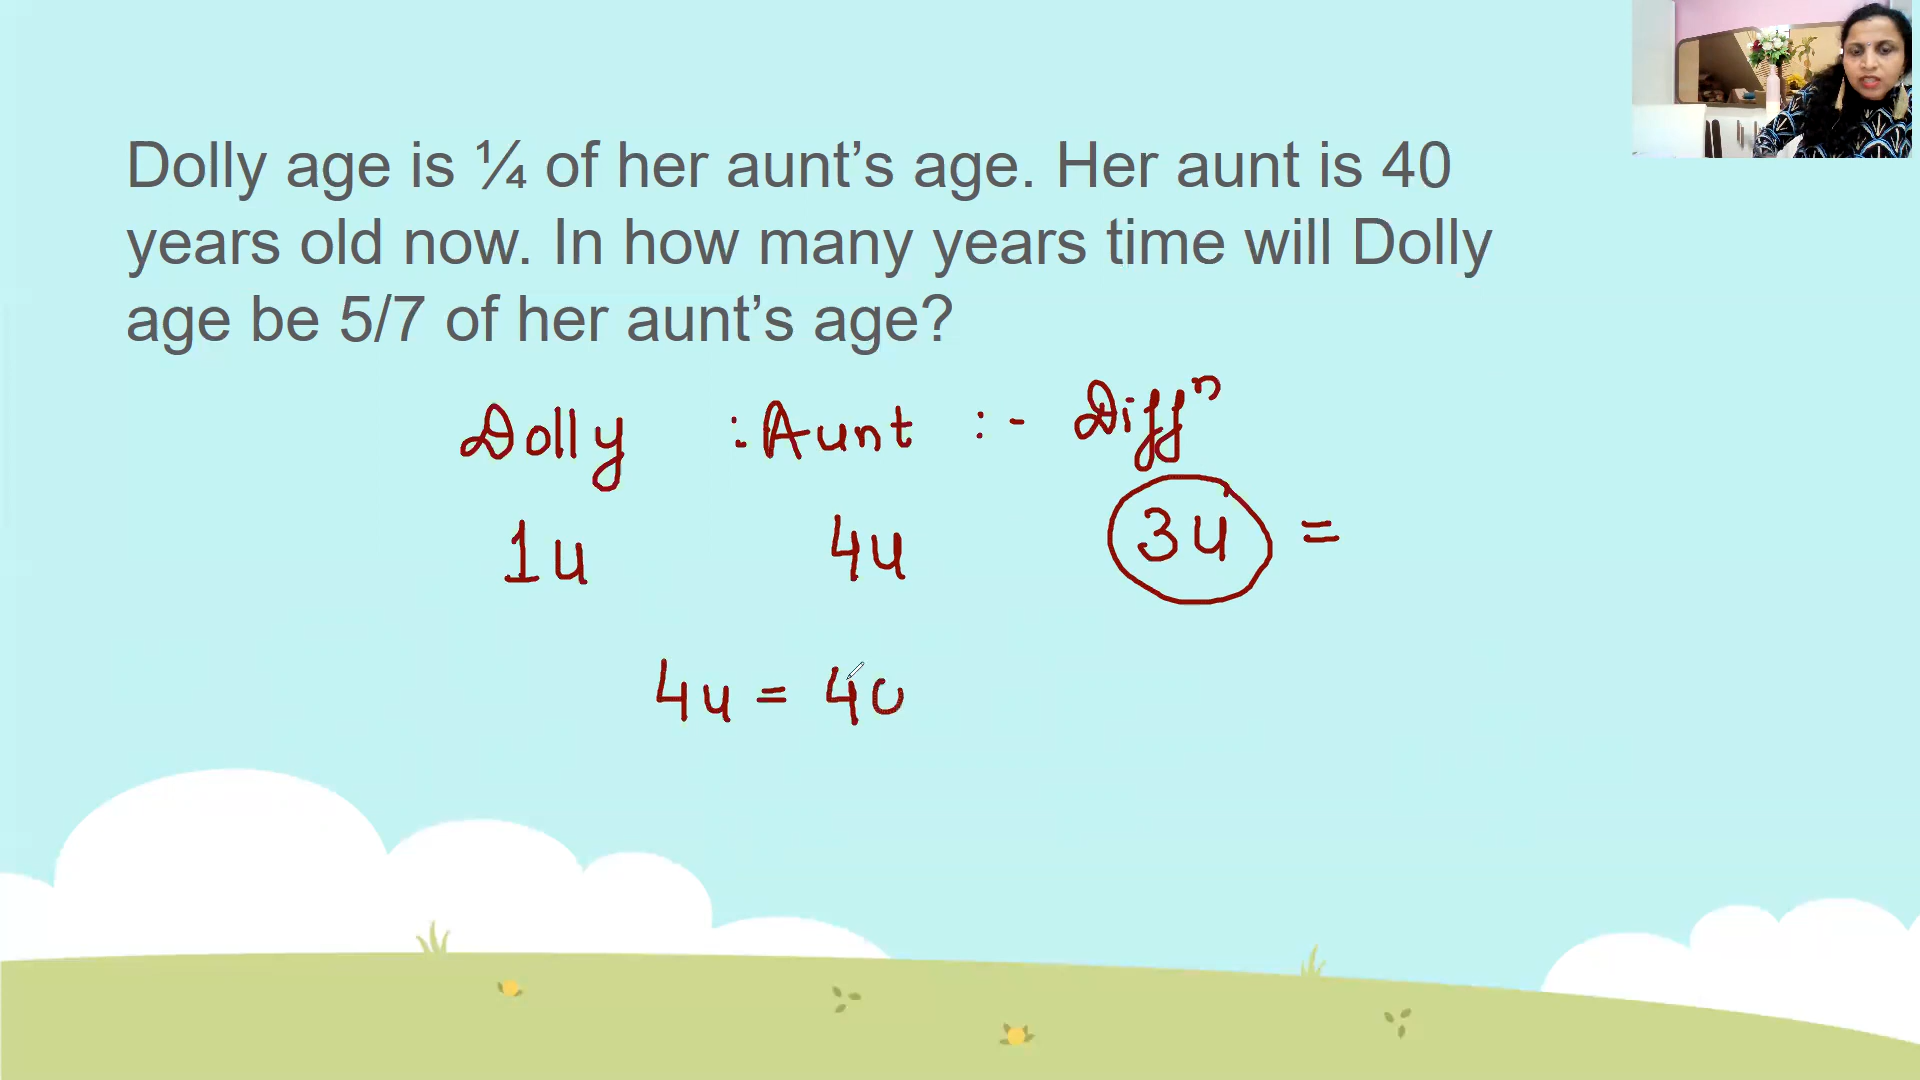 Dolly age is ¼ of her aunt’s age. Her aunt is 40
years old now. In how many years time will Dolly
age be 5/7 of her aunt’s age?
Dolly : Aunt :- Diffⁿ
1u 4u 3u =
4u = 40